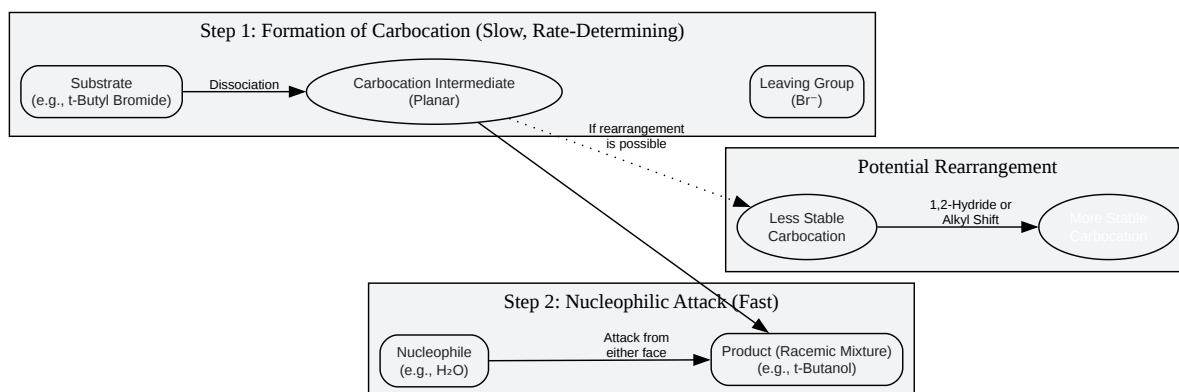 Step 1: Formation of Carbocation (Slow, Rate-Determining)
Substrate
(e.g., t-Butyl Bromide)
Dissociation
Carbocation Intermediate
(Planar)
Leaving Group
(Br⁻)
If rearrangement
is possible
Potential Rearrangement
Less Stable
Carbocation
1,2-Hydride or
Alkyl Shift
More Stable
Carbocation
Step 2: Nucleophilic Attack (Fast)
Nucleophile
(e.g., H₂O)
Attack from
either face
Product (Racemic Mixture)
(e.g., t-Butanol)